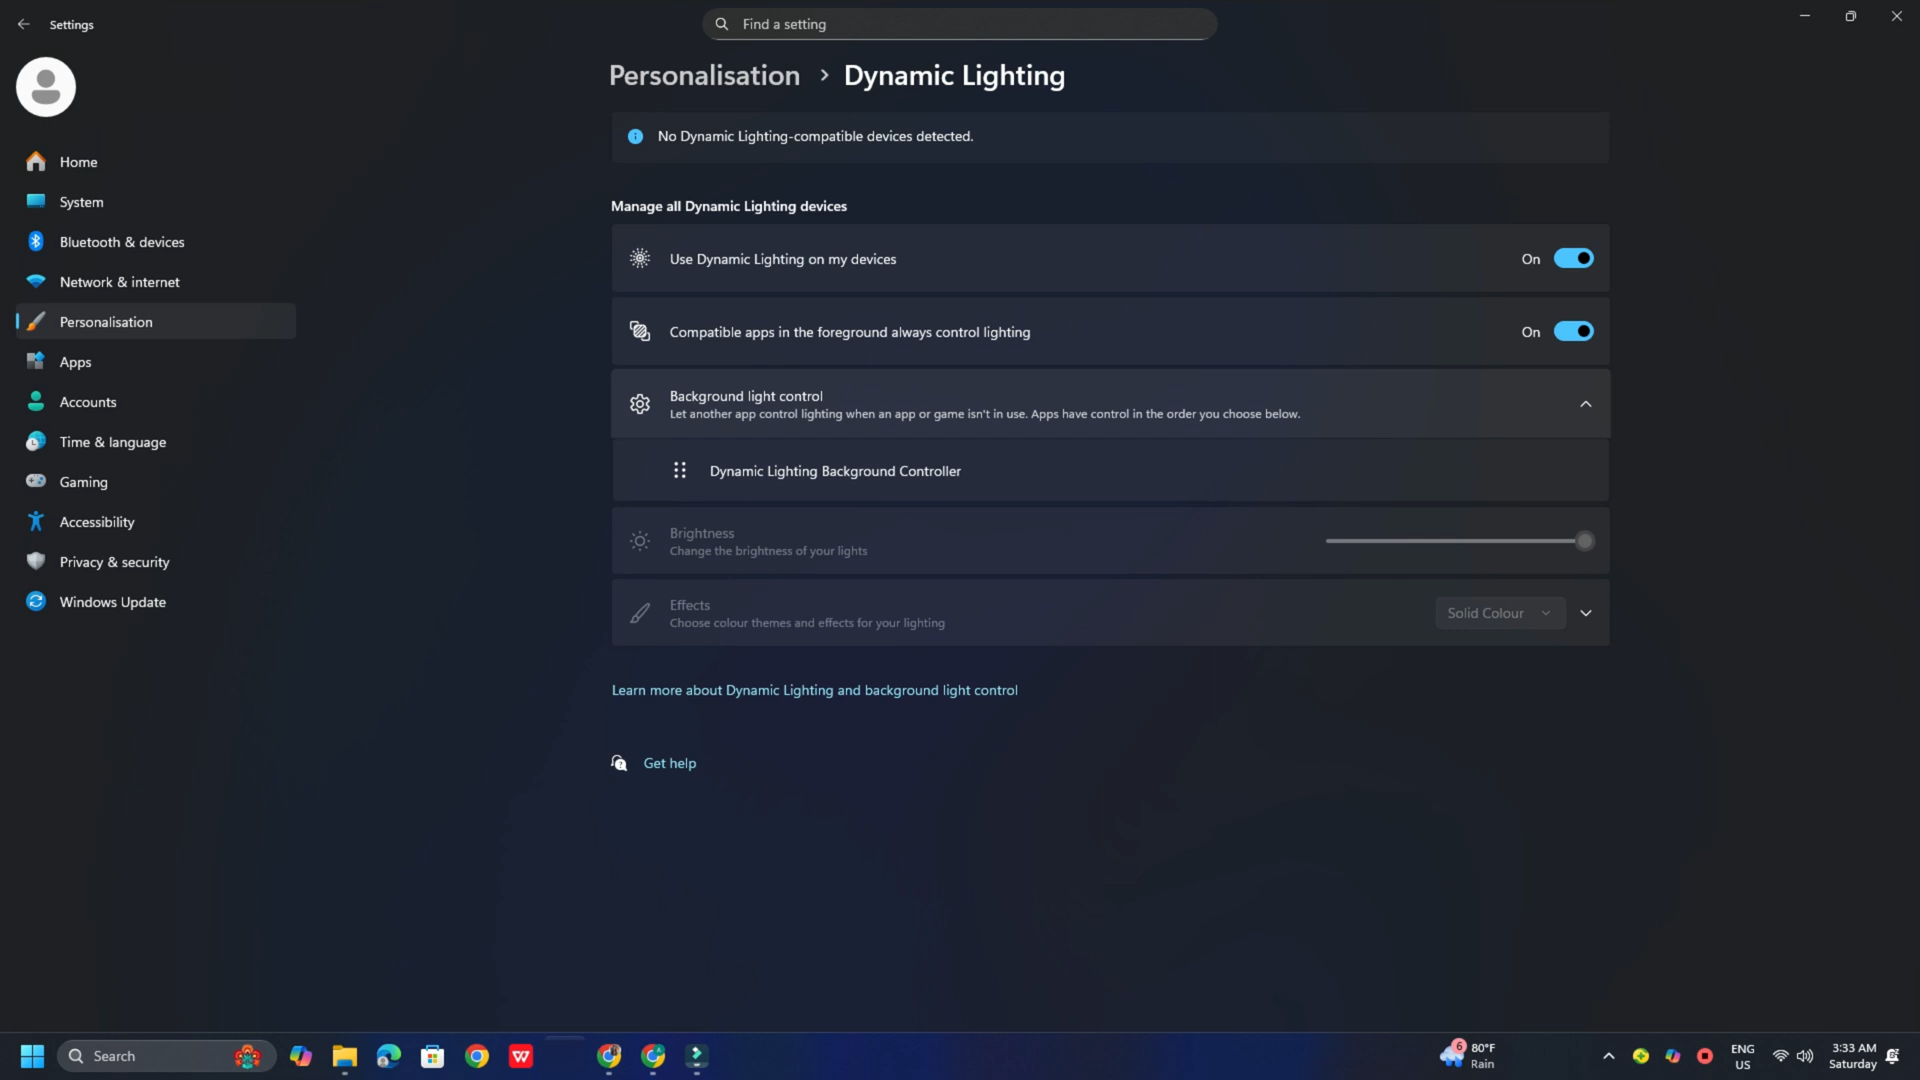 Settings
Find a setting
Personalisation > Dynamic Lighting
No Dynamic Lighting-compatible devices detected.
Home
System
Bluetooth & devices
Network & internet
Personalisation
Apps
Accounts
Time & language
Gaming
Accessibility
Privacy & security
Windows Update
Manage all Dynamic Lighting devices
Use Dynamic Lighting on my devices
On
Compatible apps in the foreground always control lighting
On
Background light control
Let another app control lighting when an app or game isn't in use. Apps have control in the order you choose below.
Dynamic Lighting Background Controller
Brightness
Change the brightness of your lights
Effects
Choose colour themes and effects for your lighting
Solid Colour
Learn more about Dynamic Lighting and background light control
Get help
Search
W
6
80°F
Rain
ENG
US
3:33 AM
Saturday